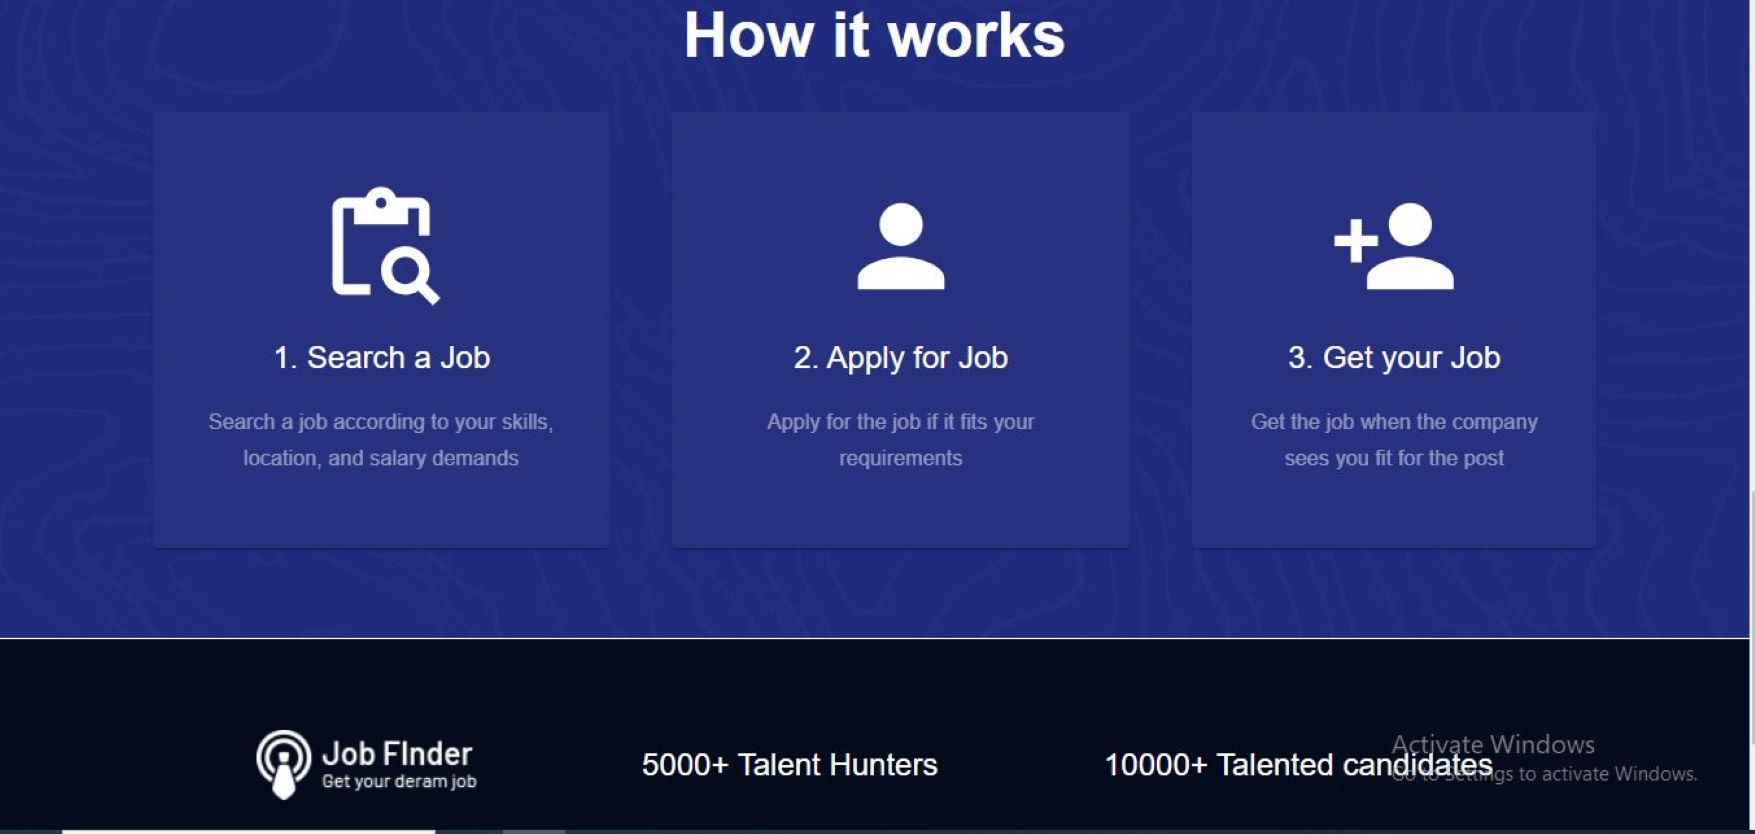 How it works
1. Search a Job
Search a job according to your skills,
location, and salary demands
2. Apply for Job
Apply for the job if it fits your
requirements
3. Get your Job
Get the job when the company
sees you fit for the post
Job FInder
Get your deram job
5000+ Talent Hunters
10000+ Talented candidates
Activate Windows
Go to Settings to activate Windows.